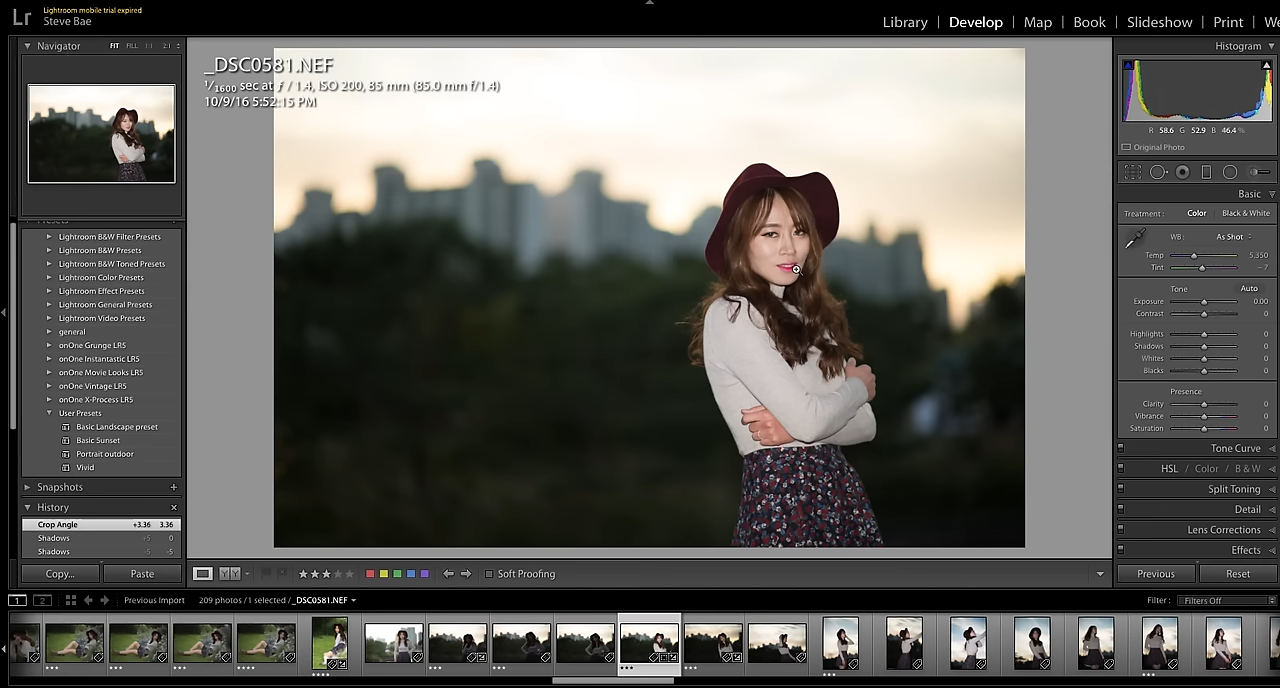 Lr
Lightroom mobile trial expired
Steve Bae
Library | Develop | Map | Book | Slideshow | Print | We
Navigator FIT FILL 1:1 2:1
_DSC0581.NEF
1/1600 sec at ƒ / 1.4, ISO 200, 85 mm (85.0 mm f/1.4)
10/9/16 5:52:15 PM
Presets
Lightroom B&W Filter Presets
Lightroom B&W Presets
Lightroom B&W Toned Presets
Lightroom Color Presets
Lightroom Effect Presets
Lightroom General Presets
Lightroom Video Presets
general
onOne Grunge LR5
onOne Instantastic LR5
onOne Movie Looks LR5
onOne Vintage LR5
onOne X-Process LR5
User Presets
Basic Landscape preset
Basic Sunset
Portrait outdoor
Vivid
Snapshots +
History ×
Crop Angle +3.36 3.36
Shadows +5 0
Shadows -5 -5
Copy... Paste
Soft Proofing
Histogram
R 58.6 G 52.9 B 46.4 %
Original Photo
Basic
Treatment : Color Black & White
WB : As Shot
Temp 5,350
Tint - 7
Tone Auto
Exposure 0.00
Contrast 0
Highlights 0
Shadows 0
Whites 0
Blacks 0
Presence
Clarity 0
Vibrance 0
Saturation 0
Tone Curve
HSL / Color / B & W
Split Toning
Detail
Lens Corrections
Effects
Previous Reset
1 2 Previous Import 209 photos / 1 selected / _DSC0581.NEF
Filter : Filters Off